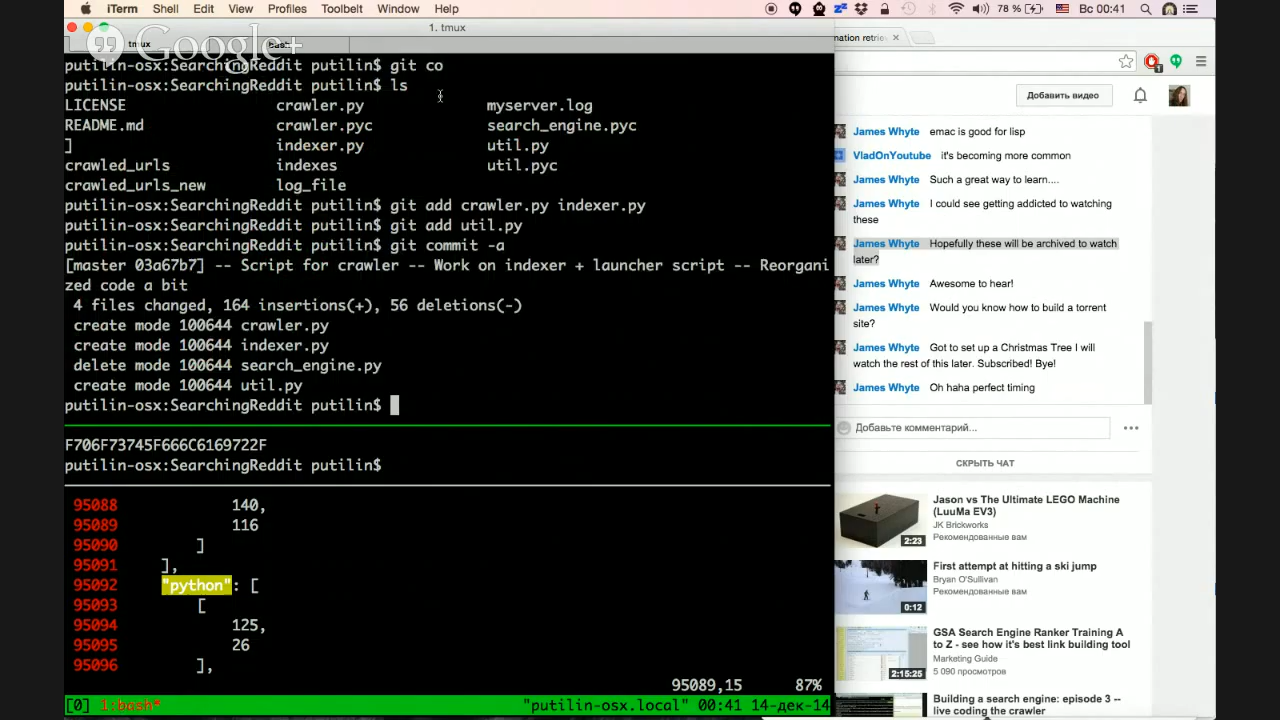 iTerm Shell Edit View Profiles Toolbelt Window Help 78 % Вс 00:41
1. tmux
tmux bash
Google+
mation retrie
putilin-osx:SearchingReddit putilin$ git co
putilin-osx:SearchingReddit putilin$ ls
LICENSE crawler.py myserver.log
README.md crawler.pyc search_engine.pyc
] indexer.py util.py
crawled_urls indexes util.pyc
crawled_urls_new log_file
putilin-osx:SearchingReddit putilin$ git add crawler.py indexer.py
putilin-osx:SearchingReddit putilin$ git add util.py
putilin-osx:SearchingReddit putilin$ git commit -a
[master 03a67b7] -- Script for crawler -- Work on indexer + launcher script -- Reorgani
zed code a bit
4 files changed, 164 insertions(+), 56 deletions(-)
create mode 100644 crawler.py
create mode 100644 indexer.py
delete mode 100644 search_engine.py
create mode 100644 util.py
putilin-osx:SearchingReddit putilin$
F706F73745F666C6169722F
putilin-osx:SearchingReddit putilin$
95088 140,
95089 116
95090 ]
95091 ],
95092 "python": [
95093 [
95094 125,
95095 26
95096 ],
95089,15 87%
[0] 1:bash* "putilin-osx.local" 00:41 14-дек-14
1
Добавить видео
James Whyte emac is good for lisp
VladOnYoutube it's becoming more common
James Whyte Such a great way to learn....
James Whyte I could see getting addicted to watching
these
James Whyte Hopefully these will be archived to watch
later?
James Whyte Awesome to hear!
James Whyte Would you know how to build a torrent
site?
James Whyte Got to set up a Christmas Tree I will
watch the rest of this later. Subscribed! Bye!
James Whyte Oh haha perfect timing
Добавьте комментарий...
СКРЫТЬ ЧАТ
Jason vs The Ultimate LEGO Machine
(LuuMa EV3)
JK Brickworks
Рекомендованные вам
2:23
First attempt at hitting a ski jump
Bryan O'Sullivan
Рекомендованные вам
0:12
GSA Search Engine Ranker Training A
to Z - see how it's best link building tool
Marketing Guide
5 090 просмотров
2:15:25
Building a search engine: episode 3 --
live coding the crawler